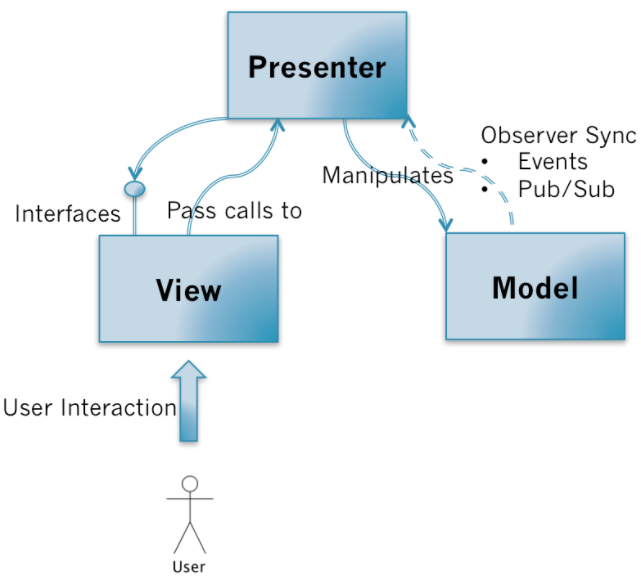 Presenter
Observer Sync
• Events
• Pub/Sub
Manipulates
Interfaces
Pass calls to
View
Model
User Interaction
User